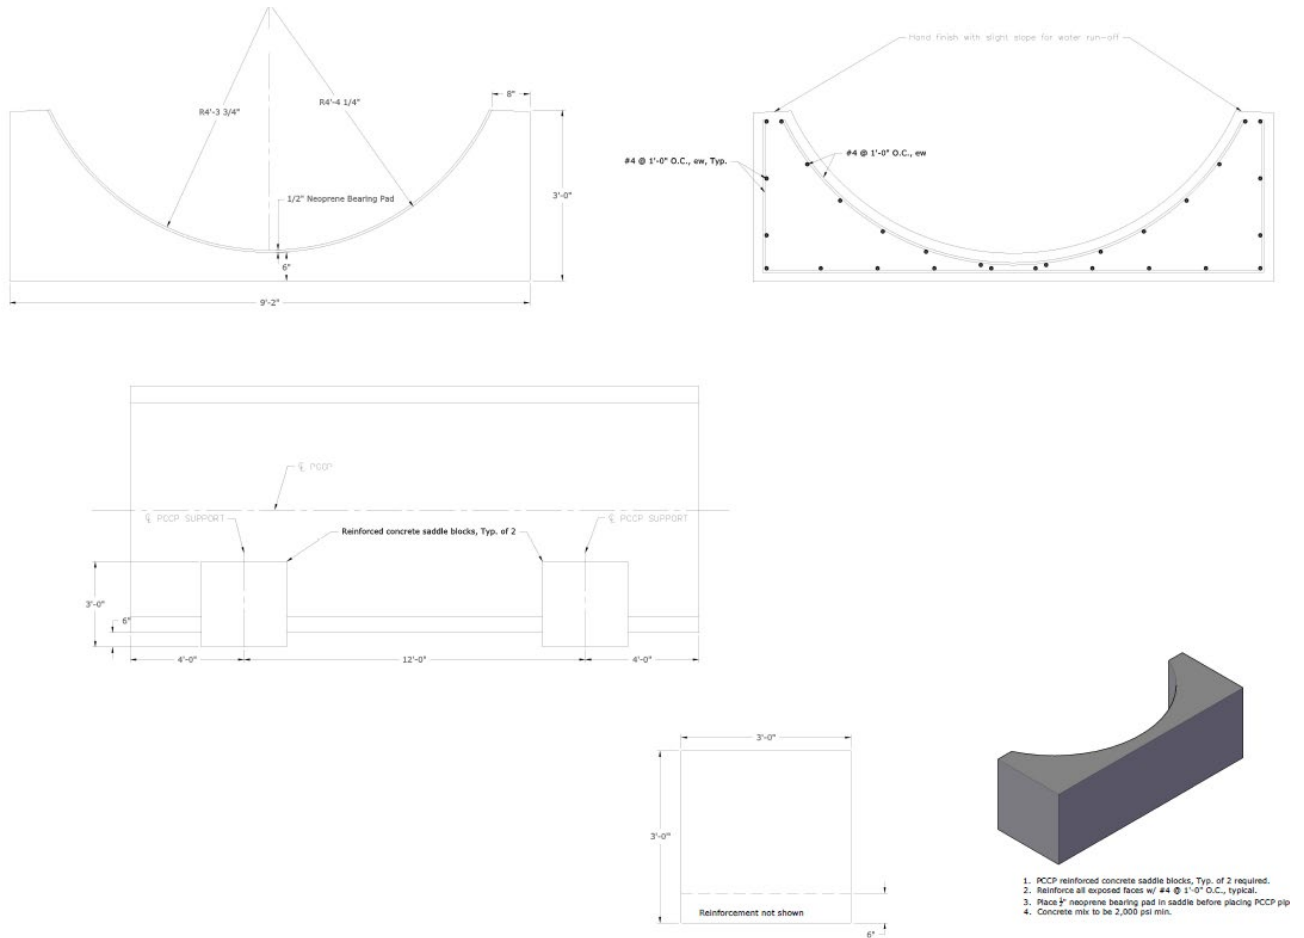 Hand finish with slight slope for water run-off
8"
R4'-3 3/4"
R4'-4 1/4"
#4 @ 1'-0" O.C., ew, Typ.
#4 @ 1'-0" O.C., ew
3'-0"
1/2" Neoprene Bearing Pad
6"
9'-2"
℄ PCCP
℄ PCCP SUPPORT
℄ PCCP SUPPORT
Reinforced concrete saddle blocks, Typ. of 2
3'-0"
6"
4'-0"
12'-0"
4'-0"
3'-0"
3'-0"
Reinforcement not shown
6"
1. PCCP reinforced concrete saddle blocks, Typ. of 2 required.
2. Reinforce all exposed faces w/ #4 @ 1'-0" O.C., typical.
3. Place ½" neoprene bearing pad in saddle before placing PCCP pip
4. Concrete mix to be 2,000 psi min.